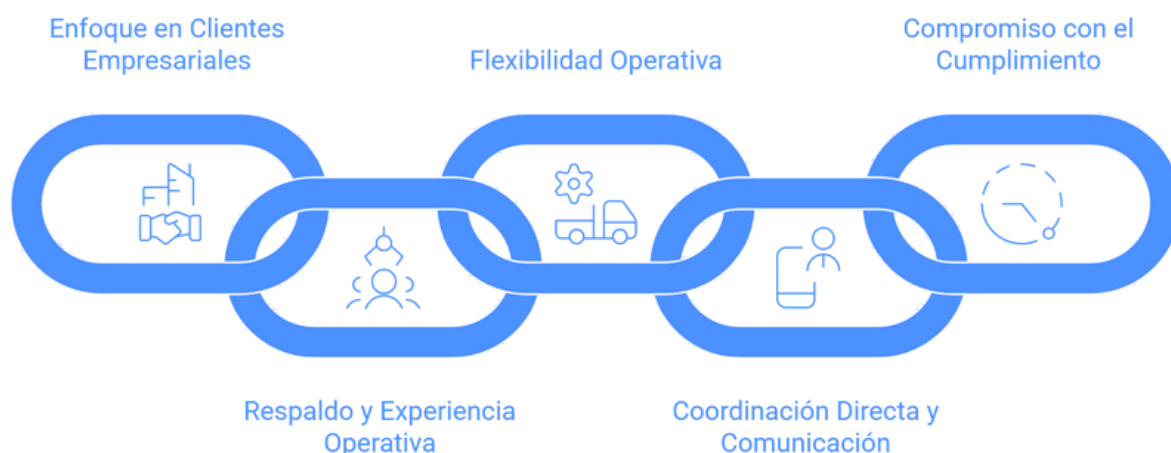 Enfoque en Clientes
Empresariales
Flexibilidad Operativa
Compromiso con el
Cumplimiento
Respaldo y Experiencia
Operativa
Coordinación Directa y
Comunicación